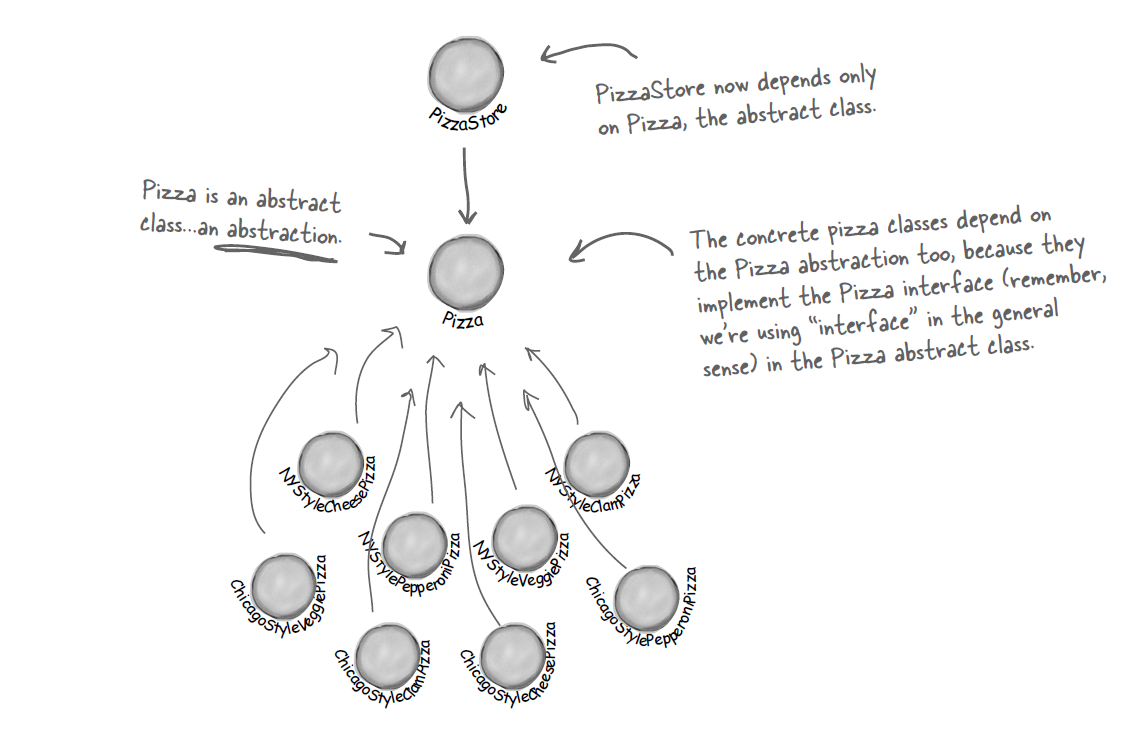 PizzaStore
PizzaStore now depends only
on Pizza, the abstract class.
Pizza is an abstract
class...an abstraction.
Pizza
The concrete pizza classes depend on
the Pizza abstraction too, because they
implement the Pizza interface (remember,
we're using “interface” in the general
sense) in the Pizza abstract class.
NYStyleCheesePizza
NYStyleClamPizza
NYStylePepperoniPizza
NYStyleVeggiePizza
ChicagoStyleVeggiePizza
ChicagoStylePepperoniPizza
ChicagoStyleClamPizza
ChicagoStyleCheesePizza